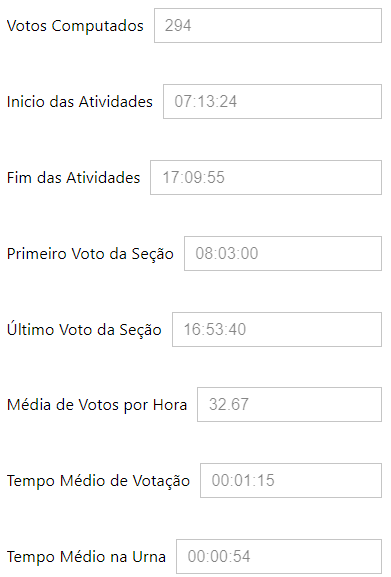 Votos Computados 294
Inicio das Atividades 07:13:24
Fim das Atividades 17:09:55
Primeiro Voto da Seção 08:03:00
Último Voto da Seção 16:53:40
Média de Votos por Hora 32.67
Tempo Médio de Votação 00:01:15
Tempo Médio na Urna 00:00:54